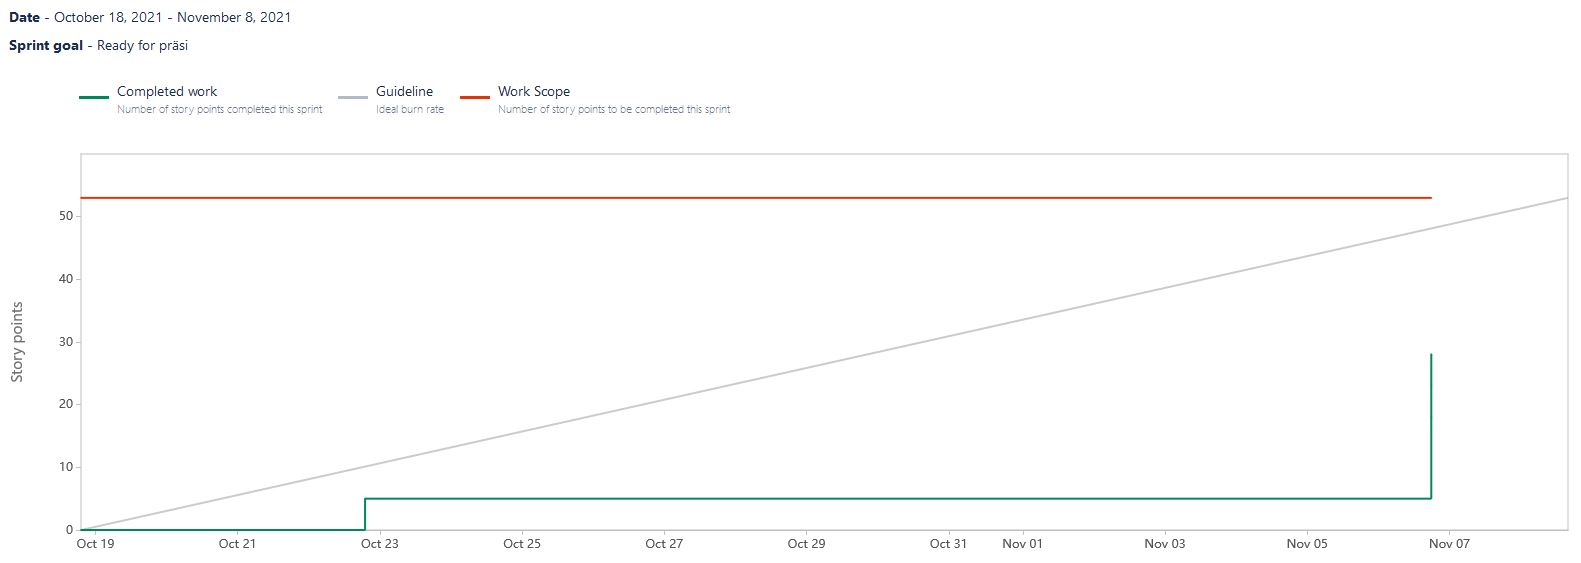 Date - October 18, 2021 - November 8, 2021
Sprint goal - Ready for präsi
Completed work Guideline Work Scope
Number of story points completed this sprint Ideal burn rate Number of story points to be completed this sprint
Story points
50
40
30
20
10
0
Oct 19 Oct 21 Oct 23 Oct 25 Oct 27 Oct 29 Oct 31 Nov 01 Nov 03 Nov 05 Nov 07